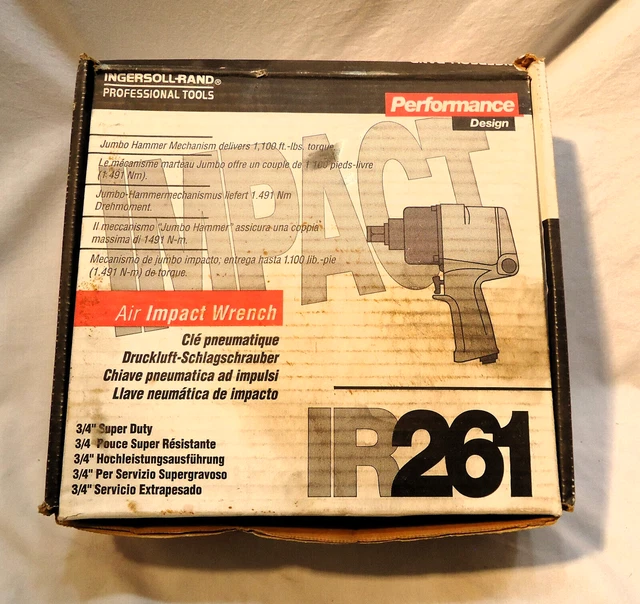 INGERSOLL-RAND®
PROFESSIONAL TOOLS
Performance
Design
IMPACT
Jumbo Hammer Mechanism delivers 1,100 ft.-lbs. torque.
Le mécanisme marteau Jumbo offre un couple de 1 100 pieds-livre
(1.491 Nm).
Jumbo-Hammermechanismus liefert 1.491 Nm
Drehmoment.
Il meccanismo "Jumbo Hammer" assicura una coppia
massima di 1491 N-m.
Mecanismo de jumbo impacto; entrega hasta 1.100 lib.-pie
(1.491 N-m) de torque.
Air Impact Wrench
Clé pneumatique
Druckluft-Schlagschrauber
Chiave pneumatica ad impulsi
Llave neumática de impacto
3/4" Super Duty
3/4 Pouce Super Résistante
3/4" Hochleistungsausführung
3/4" Per Servizio Supergravoso
3/4" Servicio Extrapesado
IR261